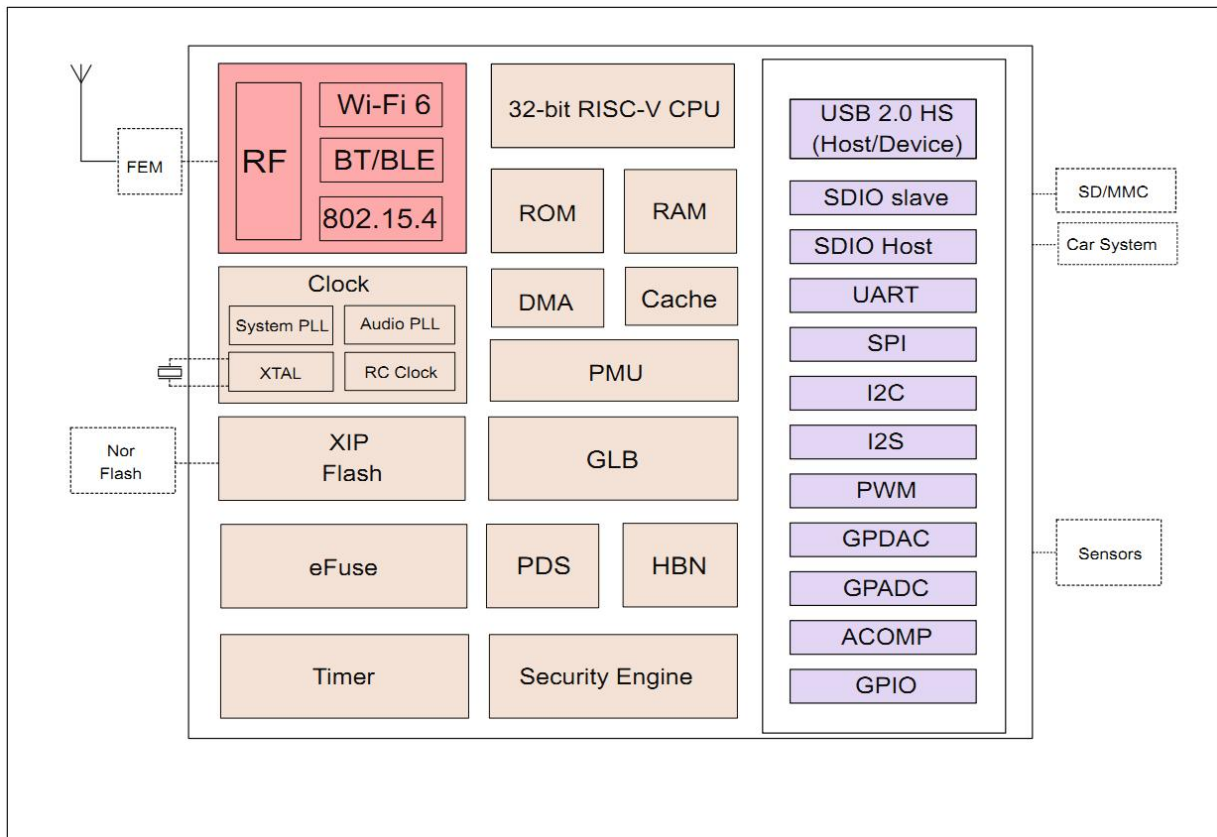 FEM
RF
Wi-Fi 6
BT/BLE
802.15.4
Clock
System PLL
Audio PLL
XTAL
RC Clock
Nor
Flash
XIP
Flash
eFuse
Timer
32-bit RISC-V CPU
ROM
RAM
DMA
Cache
PMU
GLB
PDS
HBN
Security Engine
USB 2.0 HS
(Host/Device)
SDIO slave
SDIO Host
UART
SPI
I2C
I2S
PWM
GPDAC
GPADC
ACOMP
GPIO
SD/MMC
Car System
Sensors